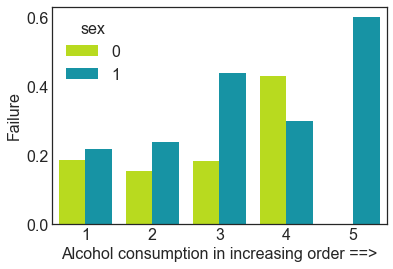 0.6
0.4
0.2
0.0
Failure
sex
0
1
1 2 3 4 5
Alcohol consumption in increasing order ==>